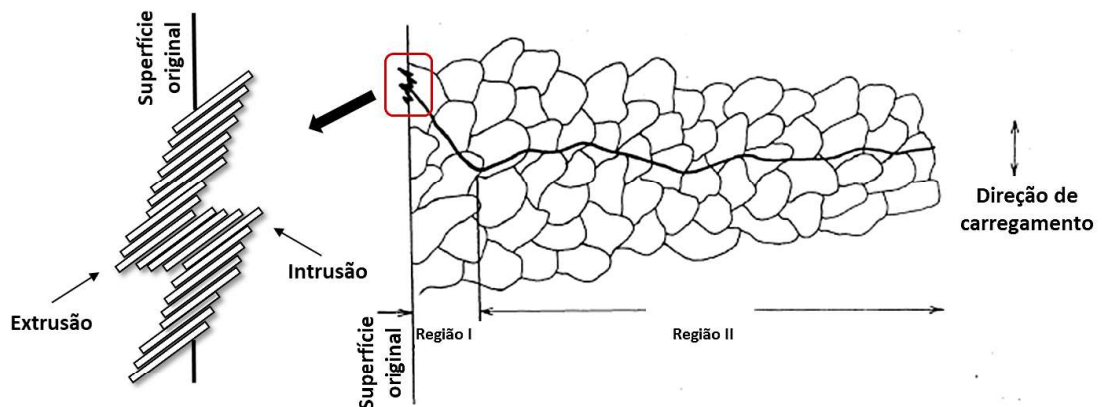 Superfície
original
Extrusão
Intrusão
Superfície
original
Região I
Região II
Direção de
carregamento